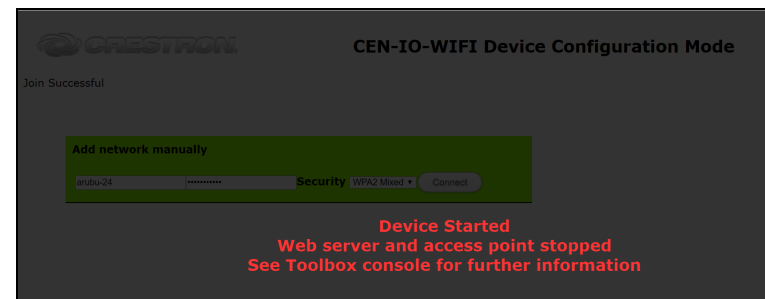 CRESTRON.
CEN-IO-WIFI Device Configuration Mode
Join Successful
Add network manually
arubu-24 ••••••••••• Security WPA2 Mixed Connect
Device Started
Web server and access point stopped
See Toolbox console for further information